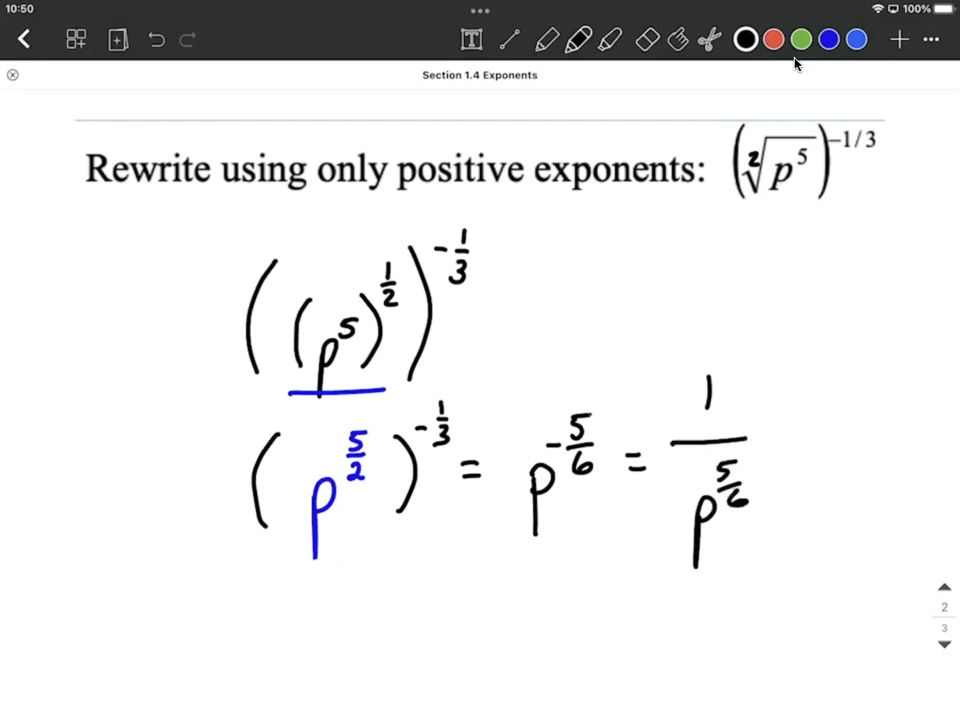 10:50 100%
Section 1.4 Exponents
Rewrite using only positive exponents: (²√p⁵)^–1/3
((p⁵)^½)^-⅓
(p^5/2)^-⅓ = p^-5/6 = 1/p^5/6
2
3